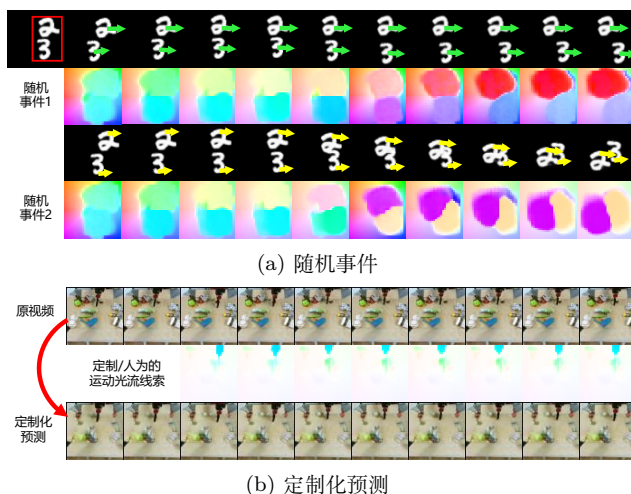 随机
事件1
随机
事件2
(a) 随机事件
原视频
定制/人为的
运动光流线索
定制化
预测
(b) 定制化预测